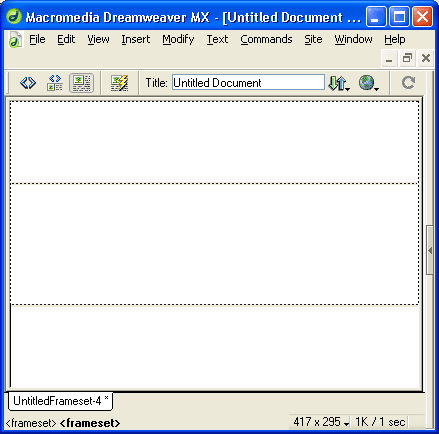 Macromedia Dreamweaver MX - [Untitled Document ...
File Edit View Insert Modify Text Commands Site Window Help
Title: Untitled Document
UntitledFrameset-4 *
<frameset> <frameset> 417 x 295 1K / 1 sec